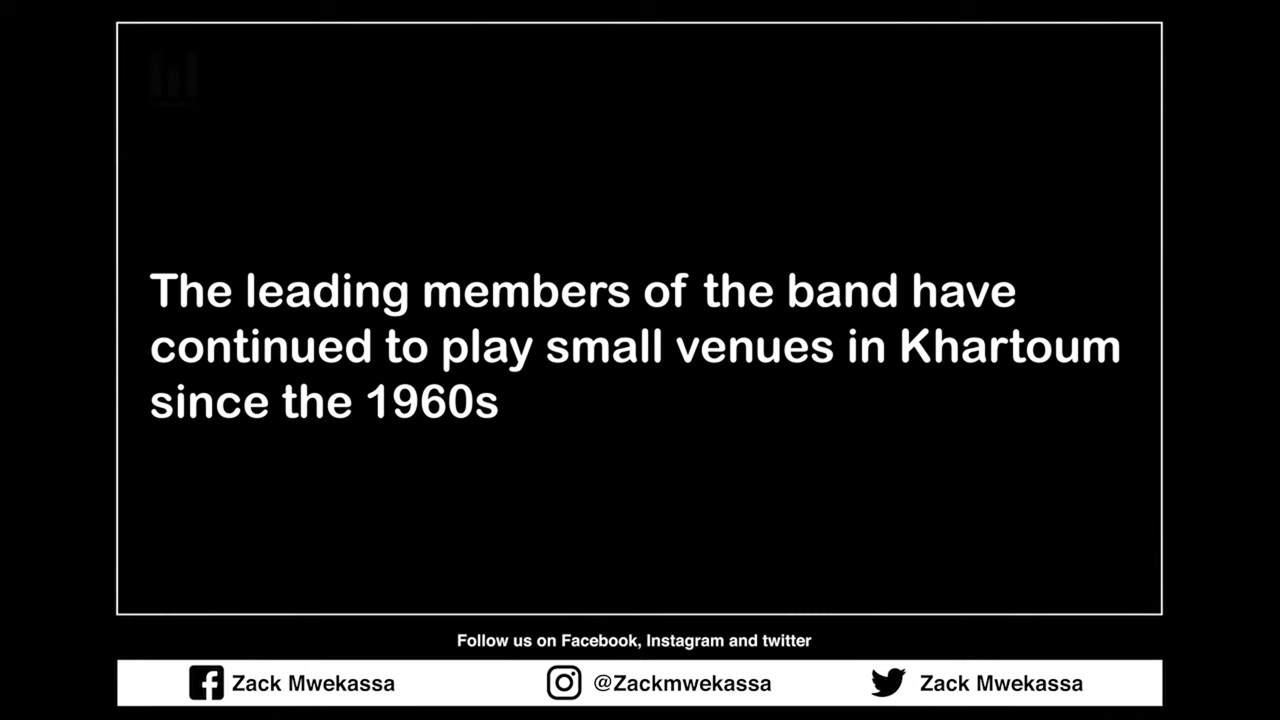 The leading members of the band have
continued to play small venues in Khartoum
since the 1960s
Follow us on Facebook, Instagram and twitter
Zack Mwekassa @Zackmwekassa Zack Mwekassa